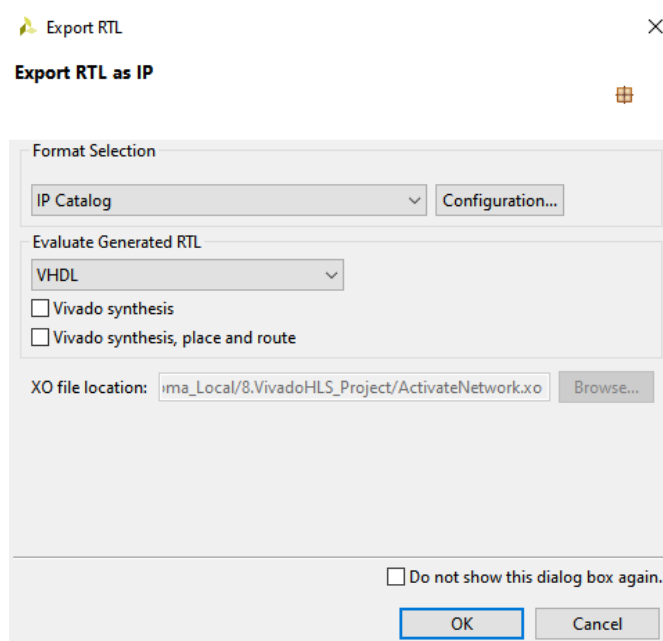 Export RTL
Export RTL as IP
Format Selection
IP Catalog
Configuration...
Evaluate Generated RTL
VHDL
Vivado synthesis
Vivado synthesis, place and route
XO file location: ma_Local/8.VivadoHLS_Project/ActivateNetwork.xo Browse...
Do not show this dialog box again.
OK Cancel